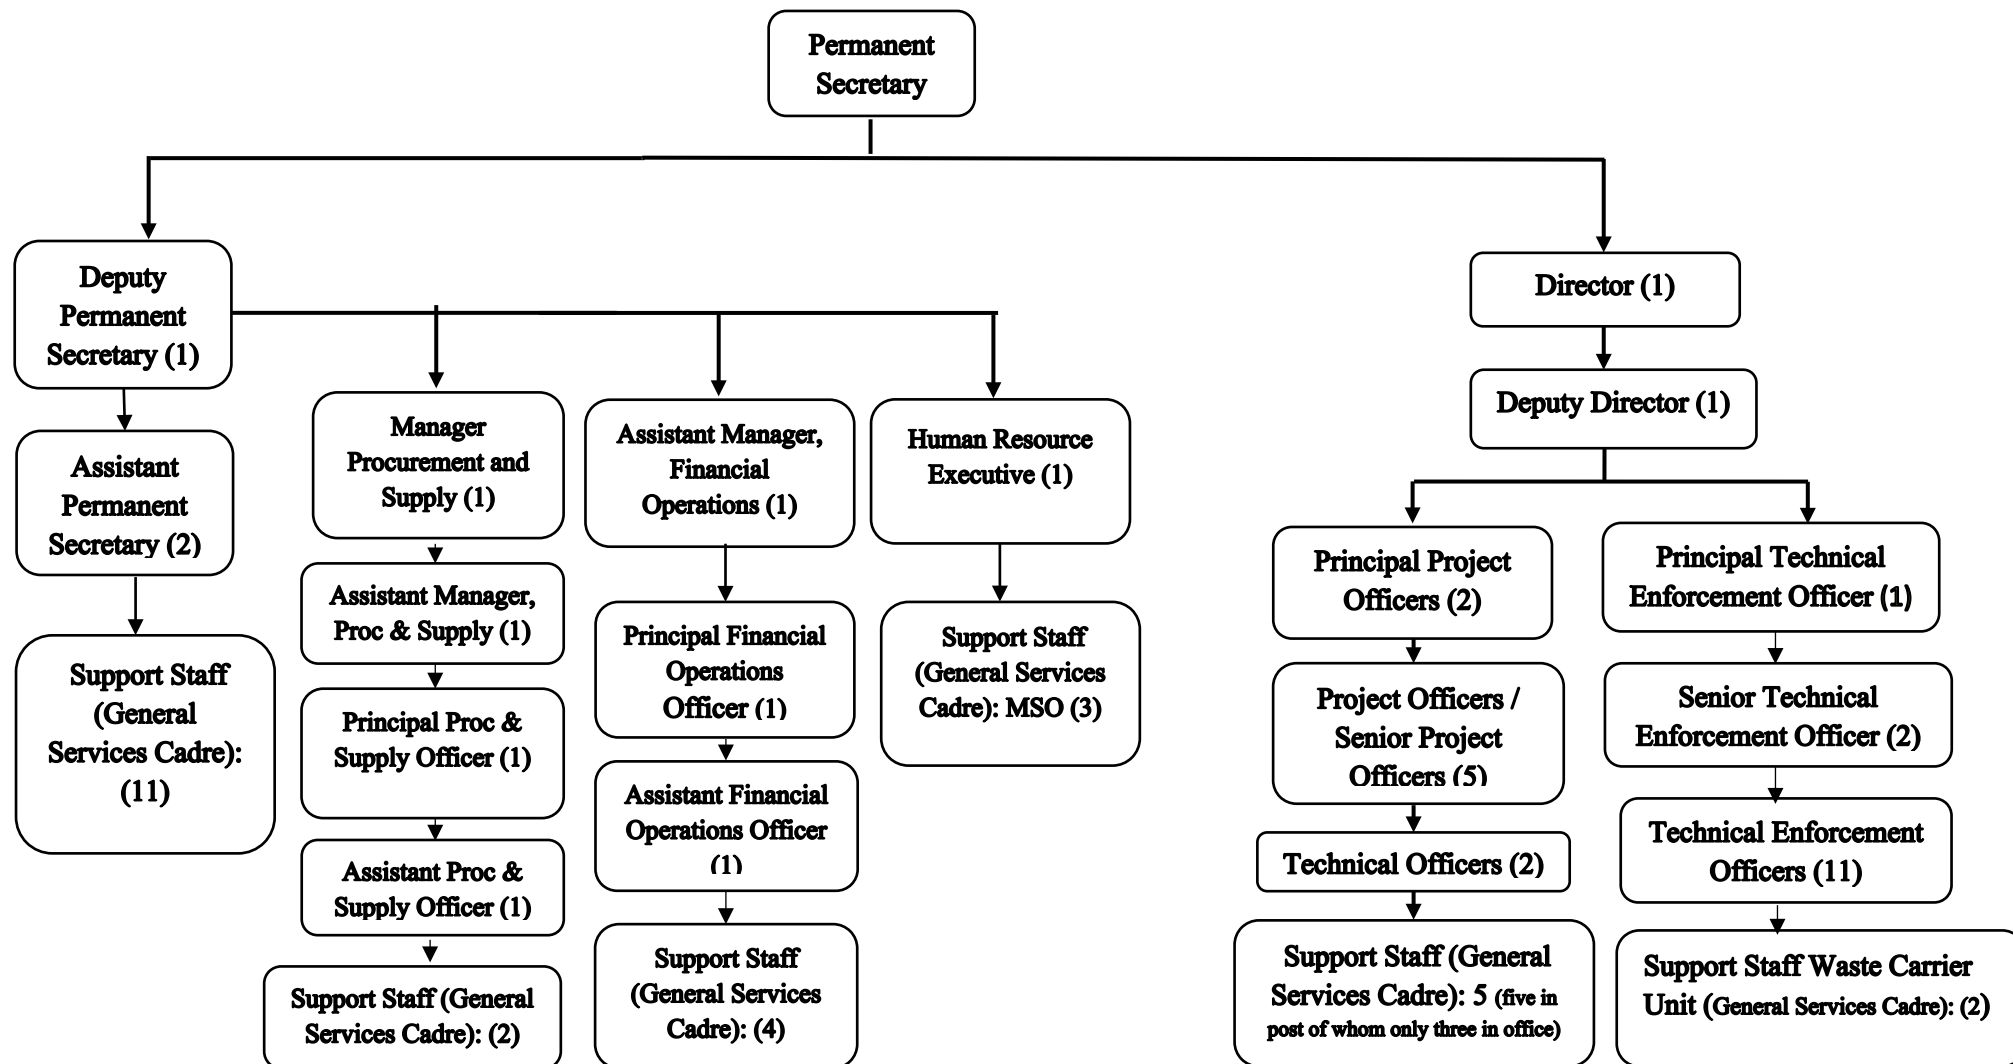 Permanent
Secretary
Deputy
Permanent
Secretary (1)
Director (1)
Deputy Director (1)
Assistant
Permanent
Secretary (2)
Manager
Procurement and
Supply (1)
Assistant Manager,
Financial
Operations (1)
Human Resource
Executive (1)
Principal Project
Officers (2)
Principal Technical
Enforcement Officer (1)
Support Staff
(General
Services Cadre):
(11)
Assistant Manager,
Proc & Supply (1)
Principal Financial
Operations
Officer (1)
Support Staff
(General Services
Cadre): MSO (3)
Project Officers /
Senior Project
Officers (5)
Senior Technical
Enforcement Officer (2)
Principal Proc &
Supply Officer (1)
Assistant Financial
Operations Officer
(1)
Technical Officers (2)
Technical Enforcement
Officers (11)
Assistant Proc &
Supply Officer (1)
Support Staff (General
Services Cadre): (2)
Support Staff
(General Services
Cadre): (4)
Support Staff (General
Services Cadre): 5 (five in
post of whom only three in office)
Support Staff Waste Carrier
Unit (General Services Cadre): (2)